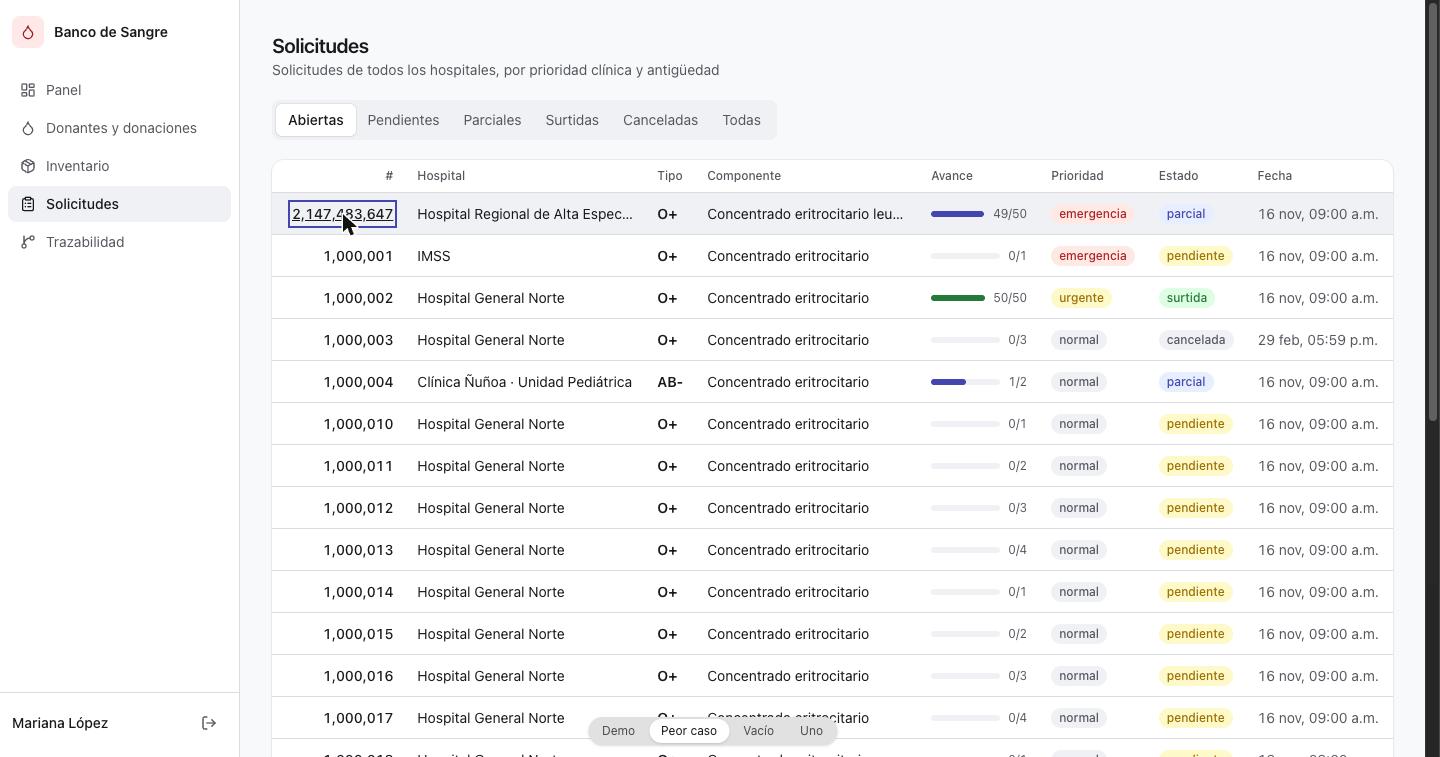 Banco de Sangre
Panel
Donantes y donaciones
Inventario
Solicitudes
Trazabilidad
Mariana López
Solicitudes
Solicitudes de todos los hospitales, por prioridad clínica y antigüedad
Abiertas Pendientes Parciales Surtidas Canceladas Todas
# Hospital Tipo Componente Avance Prioridad Estado Fecha
2,147,483,647 Hospital Regional de Alta Espec... O+ Concentrado eritrocitario leu... 49/50 emergencia parcial 16 nov, 09:00 a.m.
1,000,001 IMSS O+ Concentrado eritrocitario 0/1 emergencia pendiente 16 nov, 09:00 a.m.
1,000,002 Hospital General Norte O+ Concentrado eritrocitario 50/50 urgente surtida 16 nov, 09:00 a.m.
1,000,003 Hospital General Norte O+ Concentrado eritrocitario 0/3 normal cancelada 29 feb, 05:59 p.m.
1,000,004 Clínica Ñuñoa · Unidad Pediátrica AB- Concentrado eritrocitario 1/2 normal parcial 16 nov, 09:00 a.m.
1,000,010 Hospital General Norte O+ Concentrado eritrocitario 0/1 normal pendiente 16 nov, 09:00 a.m.
1,000,011 Hospital General Norte O+ Concentrado eritrocitario 0/2 normal pendiente 16 nov, 09:00 a.m.
1,000,012 Hospital General Norte O+ Concentrado eritrocitario 0/3 normal pendiente 16 nov, 09:00 a.m.
1,000,013 Hospital General Norte O+ Concentrado eritrocitario 0/4 normal pendiente 16 nov, 09:00 a.m.
1,000,014 Hospital General Norte O+ Concentrado eritrocitario 0/1 normal pendiente 16 nov, 09:00 a.m.
1,000,015 Hospital General Norte O+ Concentrado eritrocitario 0/2 normal pendiente 16 nov, 09:00 a.m.
1,000,016 Hospital General Norte O+ Concentrado eritrocitario 0/3 normal pendiente 16 nov, 09:00 a.m.
1,000,017 Hospital General Norte O+ Concentrado eritrocitario 0/4 normal pendiente 16 nov, 09:00 a.m.
Demo Peor caso Vacío Uno